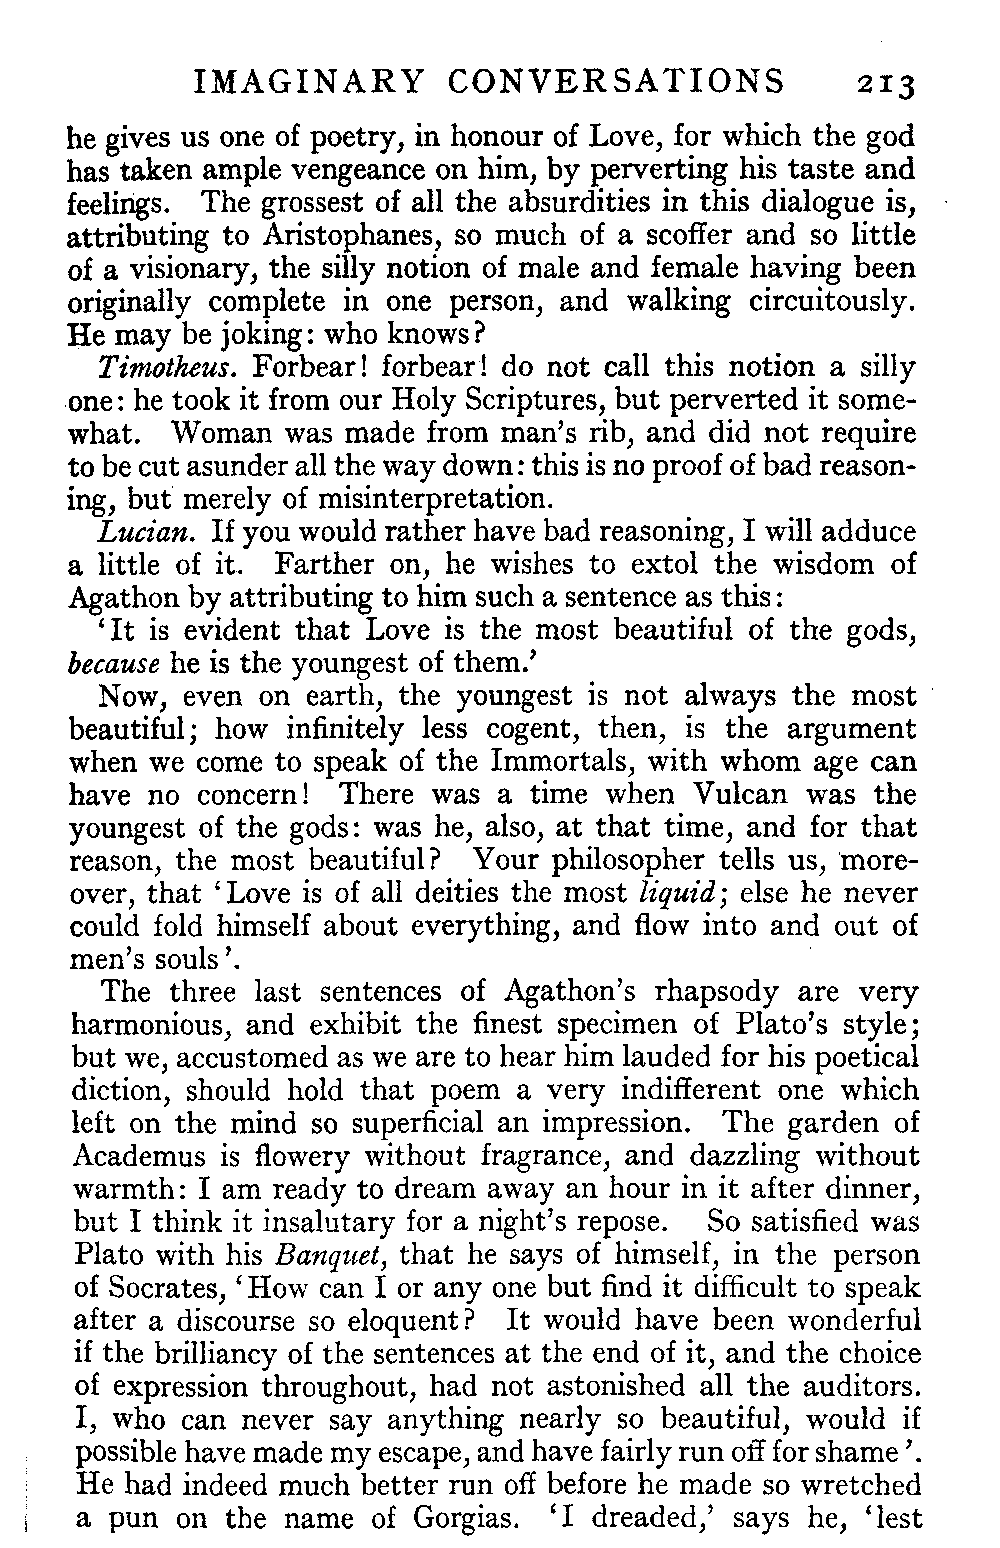 IMAGINARY CONVERSATIONS 213
he gives us one of poetry, in honour of Love, for which the god
has taken ample vengeance on him, by perverting his taste and
feelings. The grossest of all the absurdities in this dialogue is,
attributing to Aristophanes, so much of a scoffer and so little
of a visionary, the silly notion of male and female having been
originally complete in one person, and walking circuitously.
He may be joking: who knows?
Timotheus. Forbear! forbear! do not call this notion a silly
one: he took it from our Holy Scriptures, but perverted it some-
what. Woman was made from man's rib, and did not require
to be cut asunder all the way down: this is no proof of bad reason-
ing, but merely of misinterpretation.
Lucian. If you would rather have bad reasoning, I will adduce
a little of it. Farther on, he wishes to extol the wisdom of
Agathon by attributing to him such a sentence as this:
'It is evident that Love is the most beautiful of the gods,
because he is the youngest of them.'
Now, even on earth, the youngest is not always the most
beautiful; how infinitely less cogent, then, is the argument
when we come to speak of the Immortals, with whom age can
have no concern! There was a time when Vulcan was the
youngest of the gods: was he, also, at that time, and for that
reason, the most beautiful? Your philosopher tells us, more-
over, that 'Love is of all deities the most liquid; else he never
could fold himself about everything, and flow into and out of
men's souls'.
The three last sentences of Agathon's rhapsody are very
harmonious, and exhibit the finest specimen of Plato's style;
but we, accustomed as we are to hear him lauded for his poetical
diction, should hold that poem a very indifferent one which
left on the mind so superficial an impression. The garden of
Academus is flowery without fragrance, and dazzling without
warmth: I am ready to dream away an hour in it after dinner,
but I think it insalutary for a night's repose. So satisfied was
Plato with his Banquet, that he says of himself, in the person
of Socrates, 'How can I or any one but find it difficult to speak
after a discourse so eloquent? It would have been wonderful
if the brilliancy of the sentences at the end of it, and the choice
of expression throughout, had not astonished all the auditors.
I, who can never say anything nearly so beautiful, would if
possible have made my escape, and have fairly run off for shame'.
He had indeed much better run off before he made so wretched
a pun on the name of Gorgias. 'I dreaded,' says he, 'lest